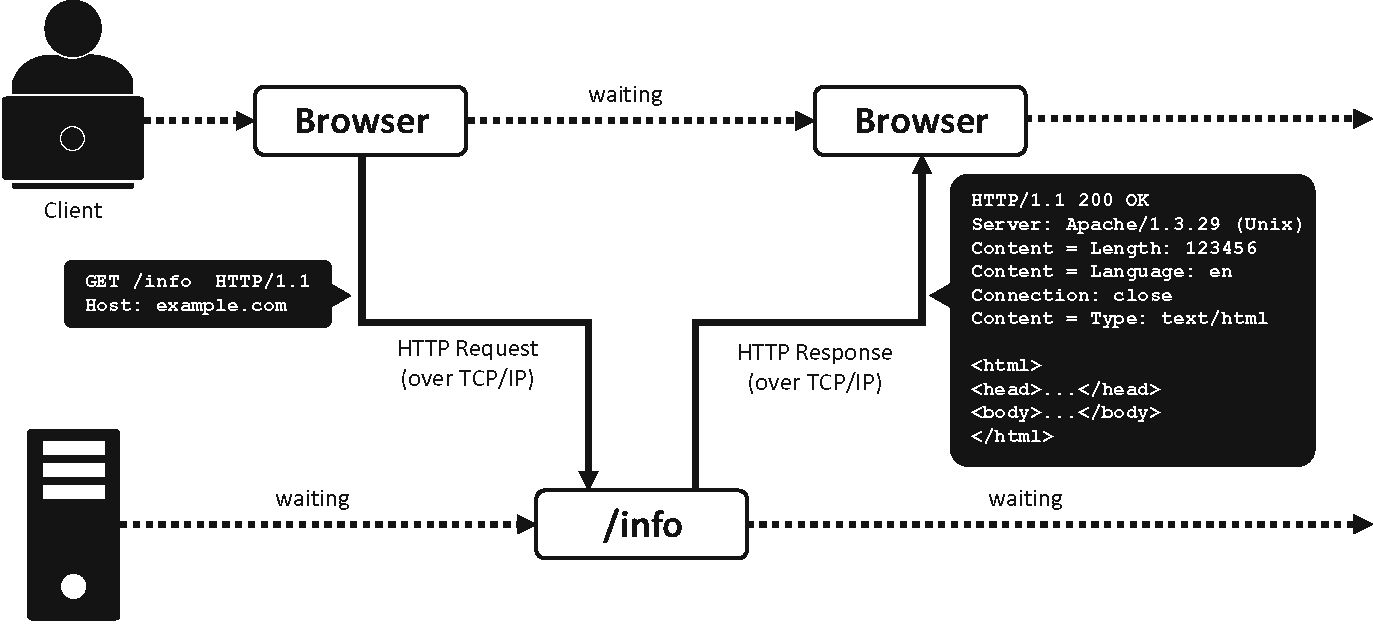 waiting
Browser
Browser
Client
HTTP/1.1 200 OK
Server: Apache/1.3.29 (Unix)
Content = Length: 123456
Content = Language: en
Connection: close
Content = Type: text/html
<html>
<head>...</head>
<body>...</body>
</html>
GET /info  HTTP/1.1
Host: example.com
HTTP Request
(over TCP/IP)
HTTP Response
(over TCP/IP)
waiting
/info
waiting